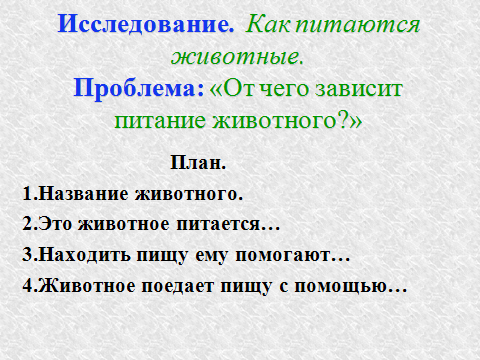 Исследование. Как питаются
животные.
Проблема: «От чего зависит
питание животного?»
План.
1.Название животного.
2.Это животное питается…
3.Находить пищу ему помогают…
4.Животное поедает пищу с помощью…